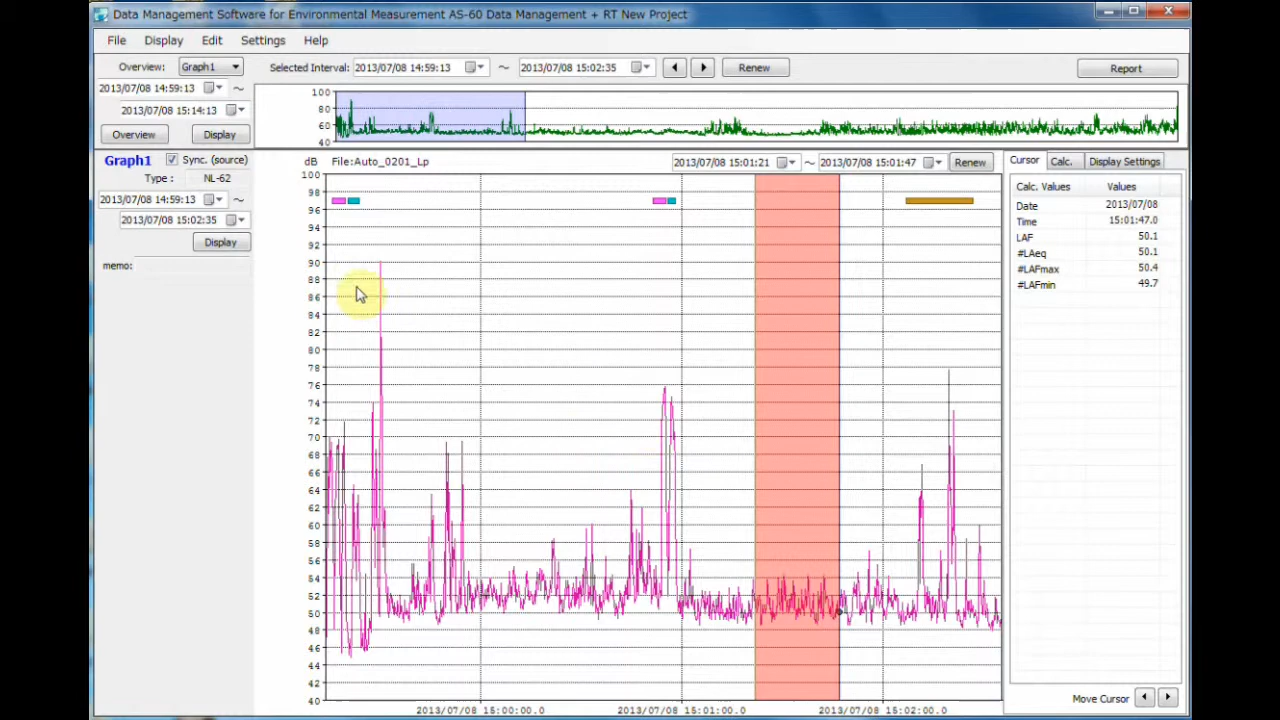 Data Management Software for Environmental Measurement AS-60 Data Management + RT New Project
File Display Edit Settings Help
Overview: Graph1 Selected Interval: 2013/07/08 14:59:13 ~ 2013/07/08 15:02:35 Renew Report
2013/07/08 14:59:13 ~
2013/07/08 15:14:13
Overview Display
100
80
60
40
Graph1 Sync. (source)
Type : NL-62
2013/07/08 14:59:13 ~
2013/07/08 15:02:35
Display
memo:
dB File:Auto_0201_Lp 2013/07/08 15:01:21 ~ 2013/07/08 15:01:47 Renew
100
98
96
94
92
90
88
86
84
82
80
78
76
74
72
70
68
66
64
62
60
58
56
54
52
50
48
46
44
42
40
2013/07/08 15:00:00.0 2013/07/08 15:01:00.0 2013/07/08 15:02:00.0
Cursor Calc. Display Settings
Calc. Values Values
Date 2013/07/08
Time 15:01:47.0
LAF 50.1
#LAeq 50.1
#LAFmax 50.4
#LAFmin 49.7
Move Cursor